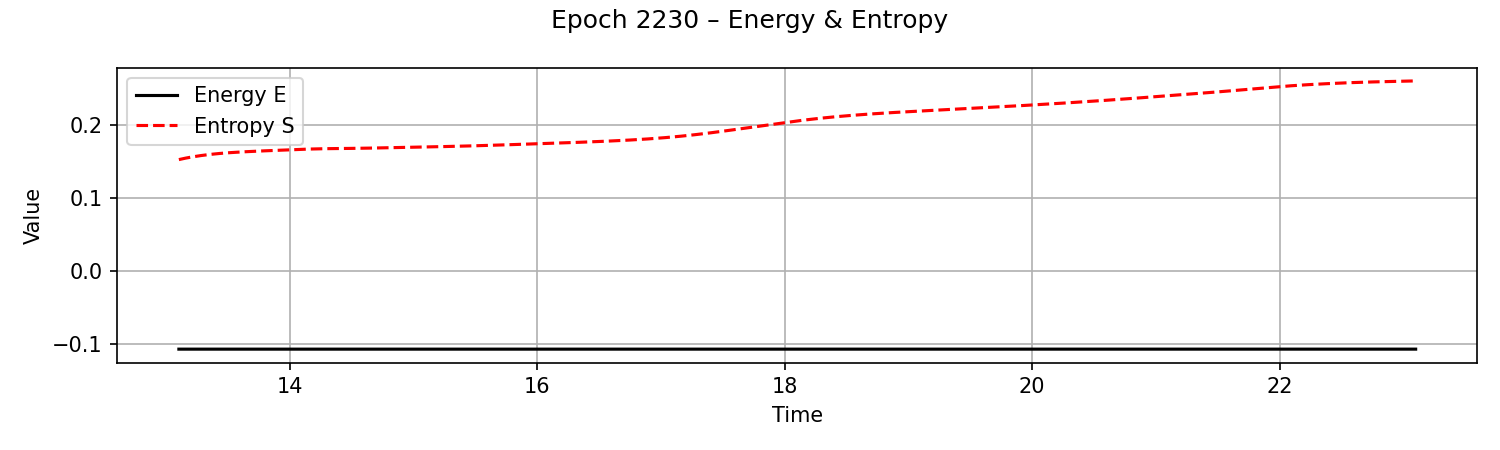 Epoch 2230 – Energy & Entropy
Energy E
Entropy S
Value
0.2
0.1
0.0
−0.1
14 16 18 20 22
Time